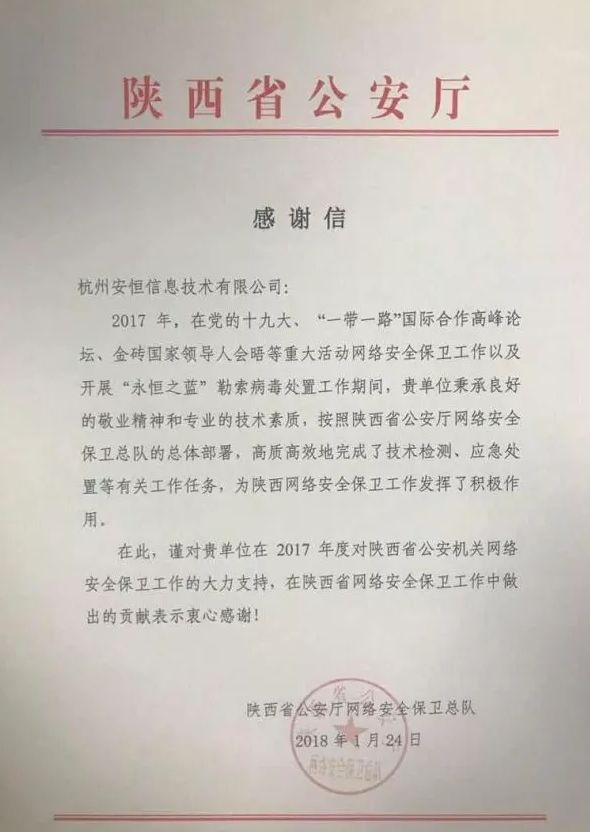 陕西省公安厅
感谢信
杭州安恒信息技术有限公司：
2017 年，在党的十九大、“一带一路”国际合作高峰论
坛、金砖国家领导人会晤等重大活动网络安全保卫工作以及
开展“永恒之蓝”勒索病毒处置工作期间，贵单位秉承良好
的敬业精神和专业的技术素质，按照陕西省公安厅网络安全
保卫总队的总体部署，高质高效地完成了技术检测、应急处
置等有关工作任务，为陕西网络安全保卫工作发挥了积极作
用。
在此，谨对贵单位在 2017 年度对陕西省公安机关网络
安全保卫工作的大力支持，在陕西省网络安全保卫工作中做
出的贡献表示衷心感谢！
陕西省公安厅网络安全保卫总队
2018 年 1 月 24 日
网络安全保卫总队